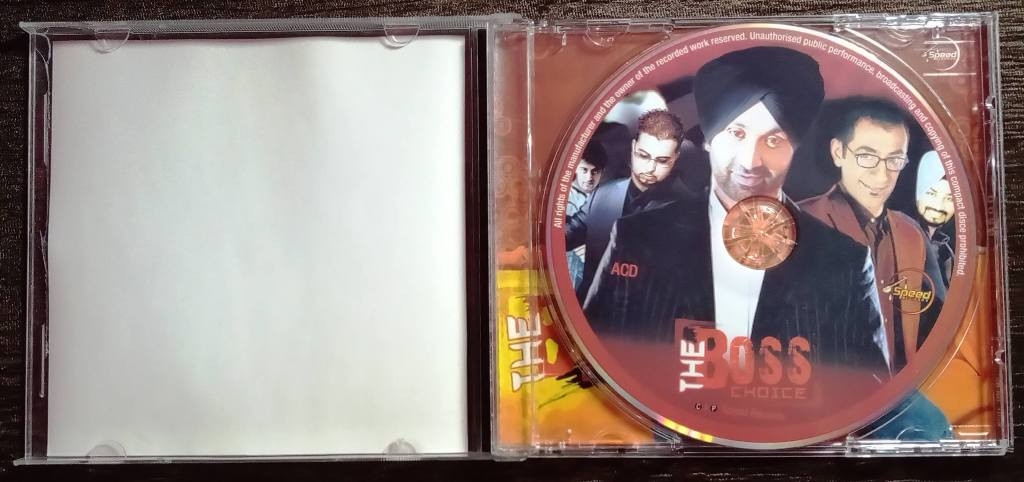 All rights of the manufacturer and the owner of the recorded work reserved. Unauthorised public performance, broadcasting and copying of this compact disce prohibited.
Speed
ACD
Speed
THE
THE BOSS
CHOICE
C P